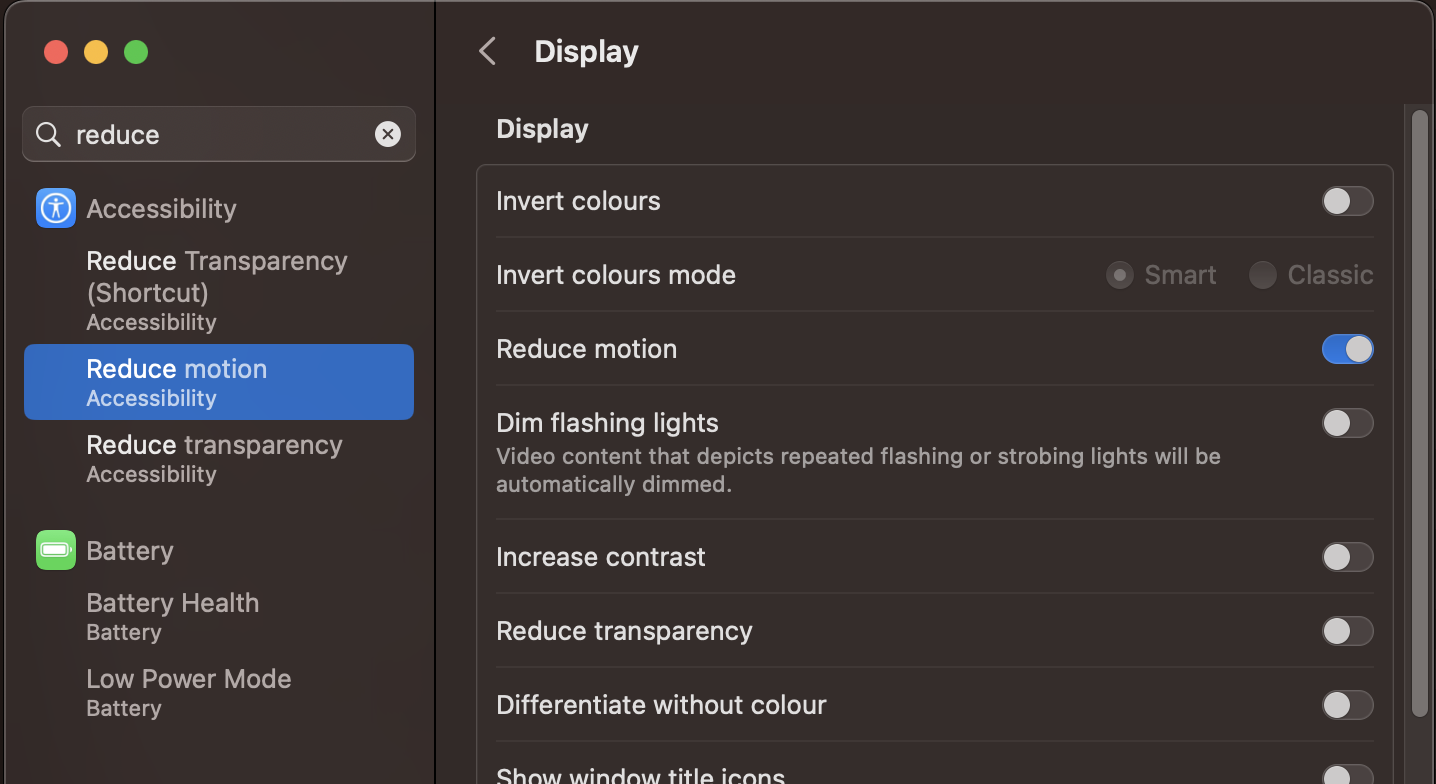 reduce
Accessibility
Reduce Transparency
(Shortcut)
Accessibility
Reduce motion
Accessibility
Reduce transparency
Accessibility
Battery
Battery Health
Battery
Low Power Mode
Battery
Display
Display
Invert colours
Invert colours mode Smart Classic
Reduce motion
Dim flashing lights
Video content that depicts repeated flashing or strobing lights will be
automatically dimmed.
Increase contrast
Reduce transparency
Differentiate without colour
Show window title icons